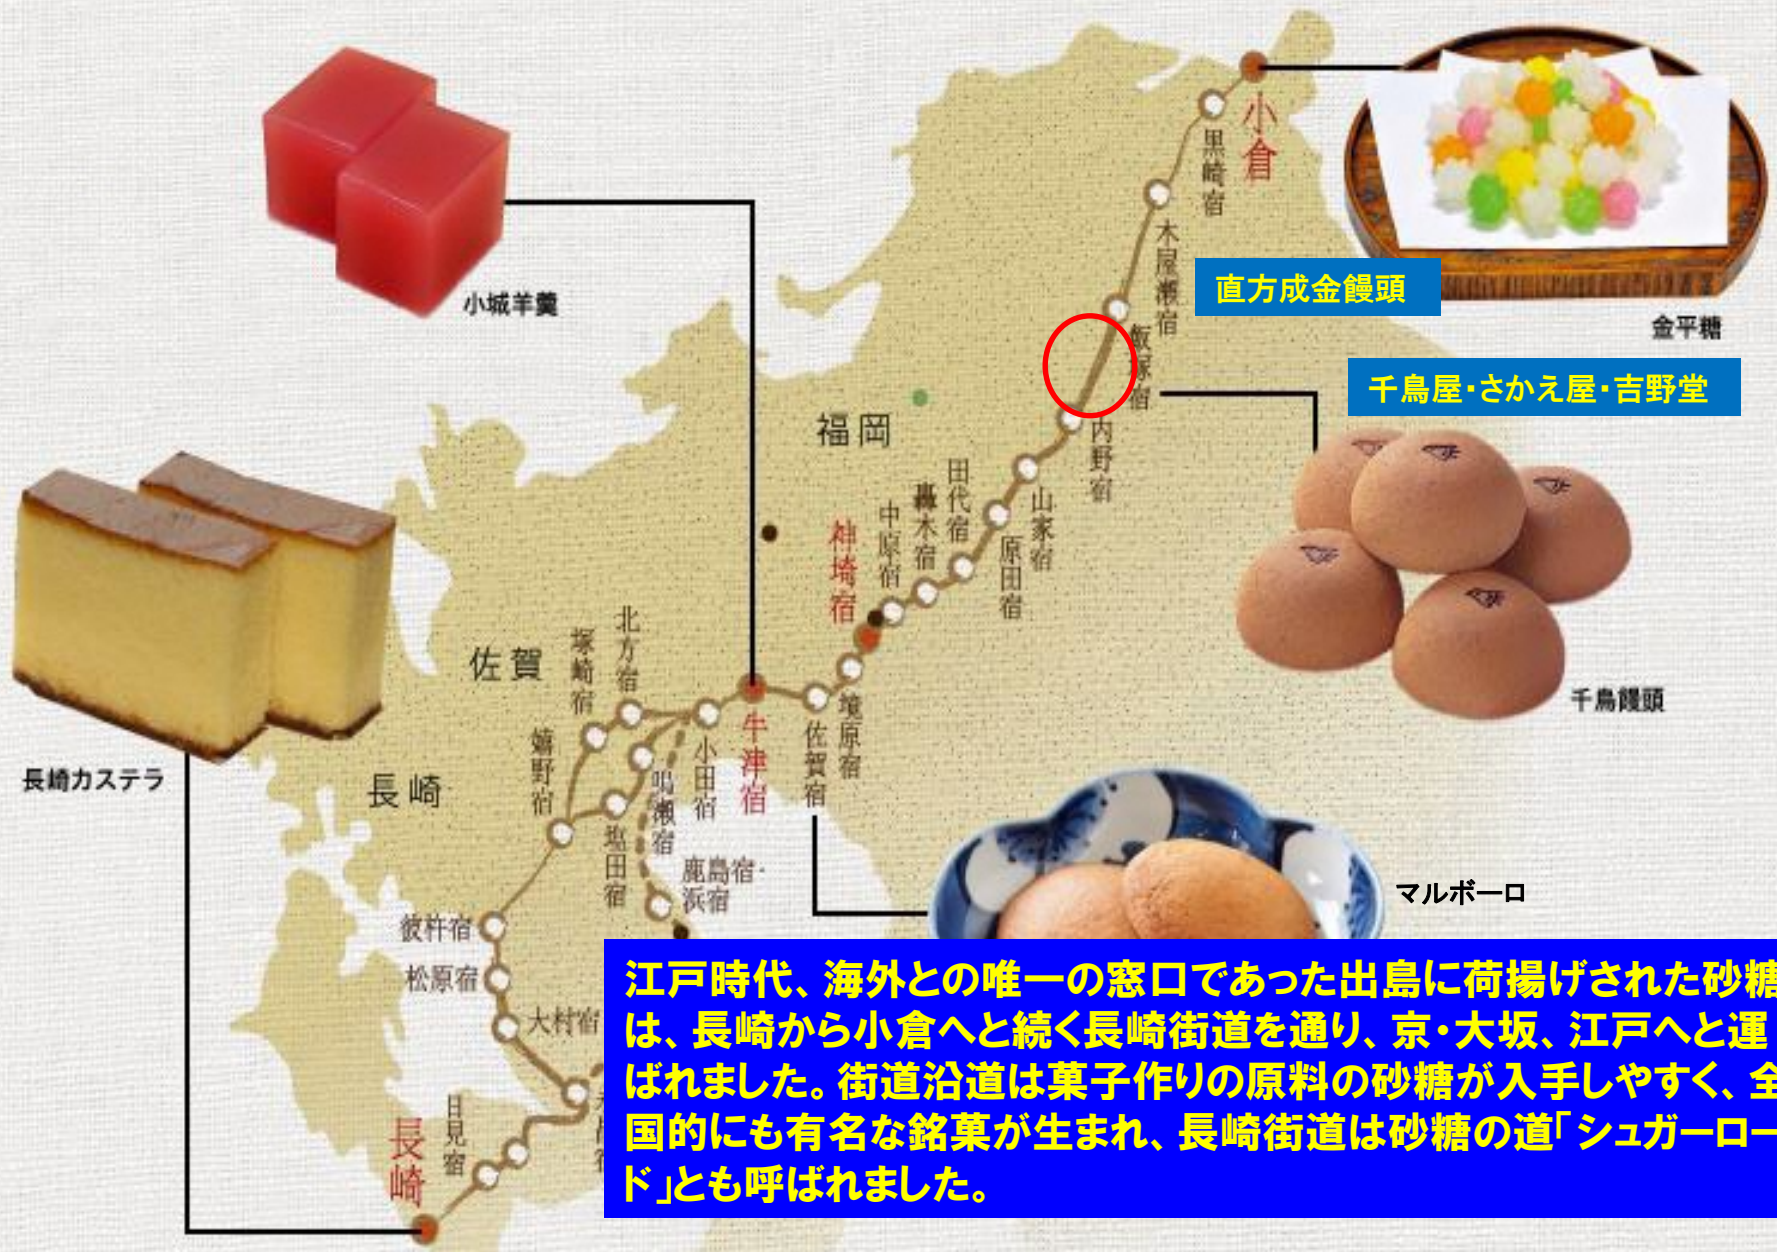 小倉
黒崎宿
木屋瀬宿
飯塚宿
内野宿
山家宿
原田宿
田代宿
轟木宿
中原宿
神埼宿
境原宿
佐賀宿
牛津宿
小田宿
北方宿
塚崎宿
嬉野宿
鳴瀬宿
塩田宿
鹿島宿・
浜宿
彼杵宿
松原宿
大村宿
日見宿
長崎
福岡
佐賀
長崎
小城羊羹
金平糖
直方成金饅頭
千鳥屋・さかえ屋・吉野堂
千鳥饅頭
長崎カステラ
マルボーロ
江戸時代、海外との唯一の窓口であった出島に荷揚げされた砂糖
は、長崎から小倉へと続く長崎街道を通り、京・大坂、江戸へと運
ばれました。街道沿道は菓子作りの原料の砂糖が入手しやすく、全
国的にも有名な銘菓が生まれ、長崎街道は砂糖の道「シュガーロー
ド」とも呼ばれました。